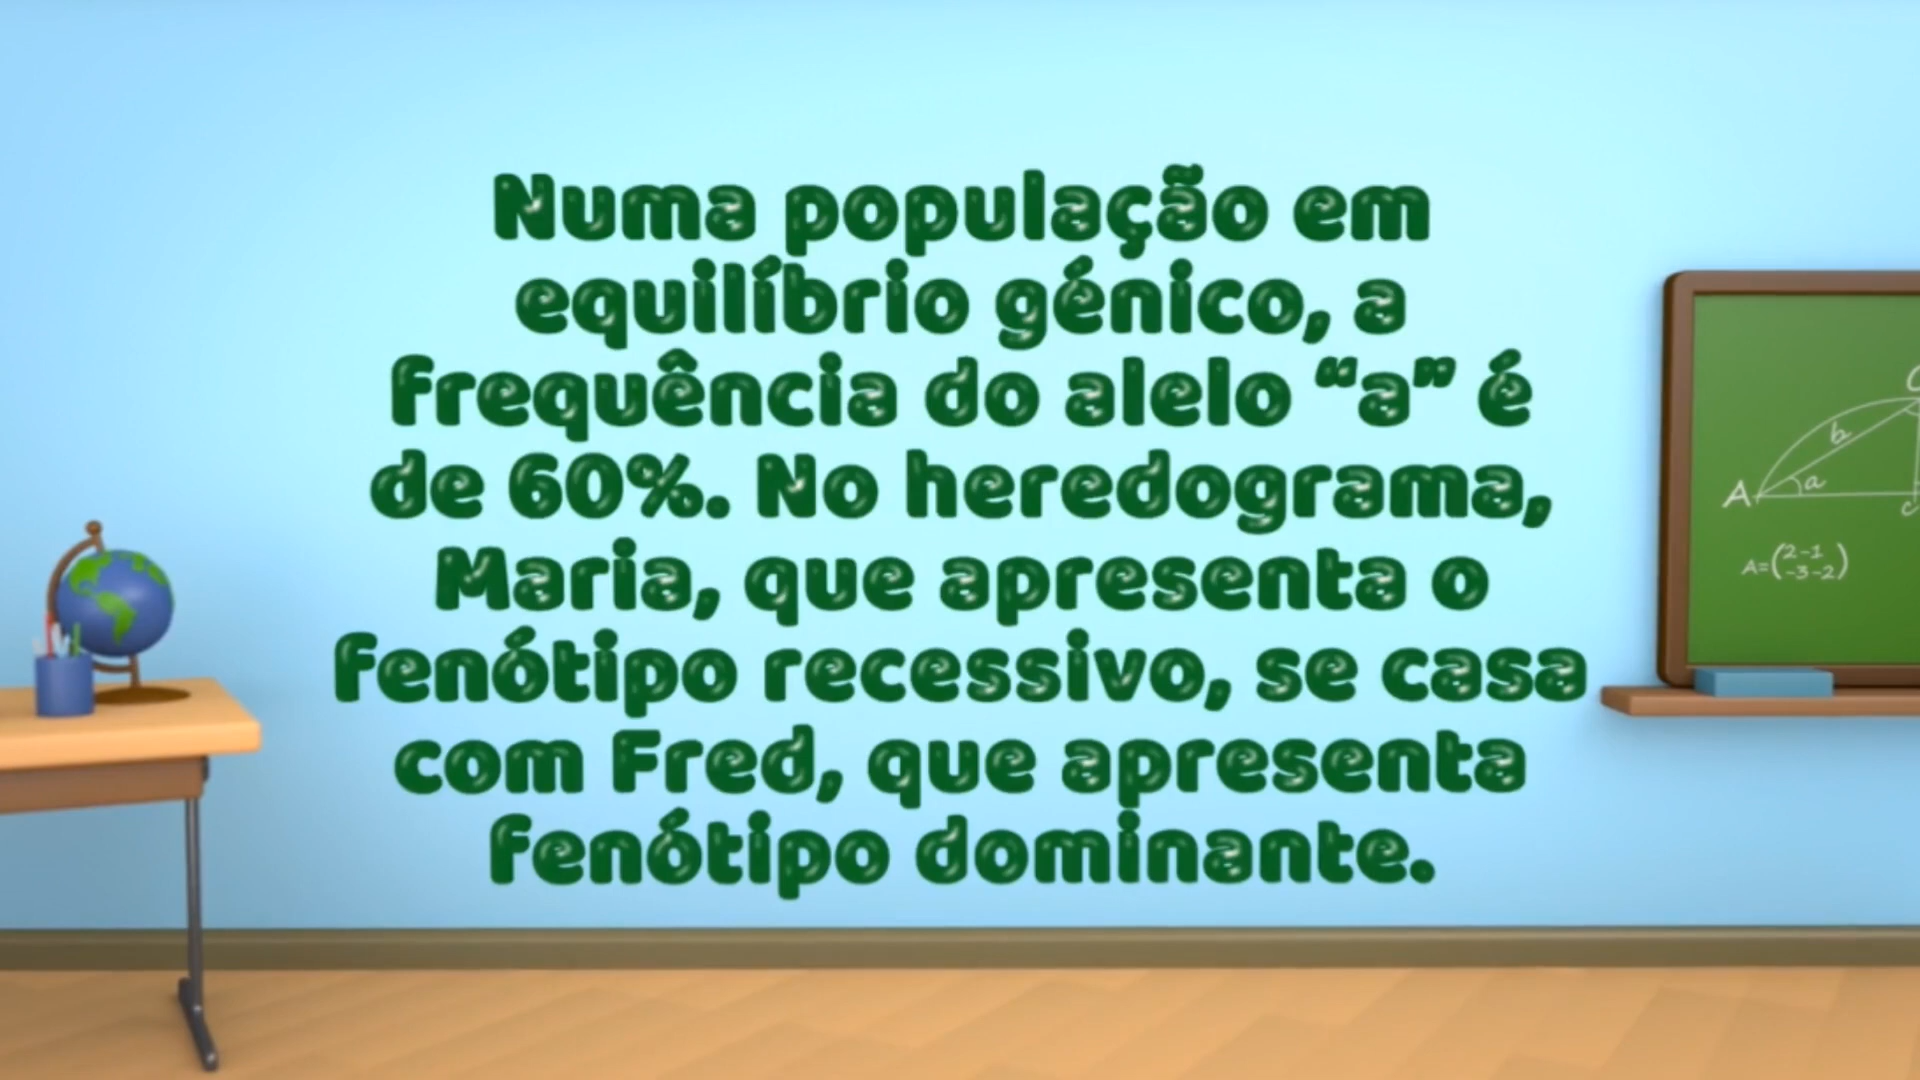 Numa população em
equilíbrio génico, a
frequência do alelo “a” é
de 60%. No heredograma,
Maria, que apresenta o
fenótipo recessivo, se casa
com Fred, que apresenta
fenótipo dominante.
b
A a
A=(2-1
-3-2)